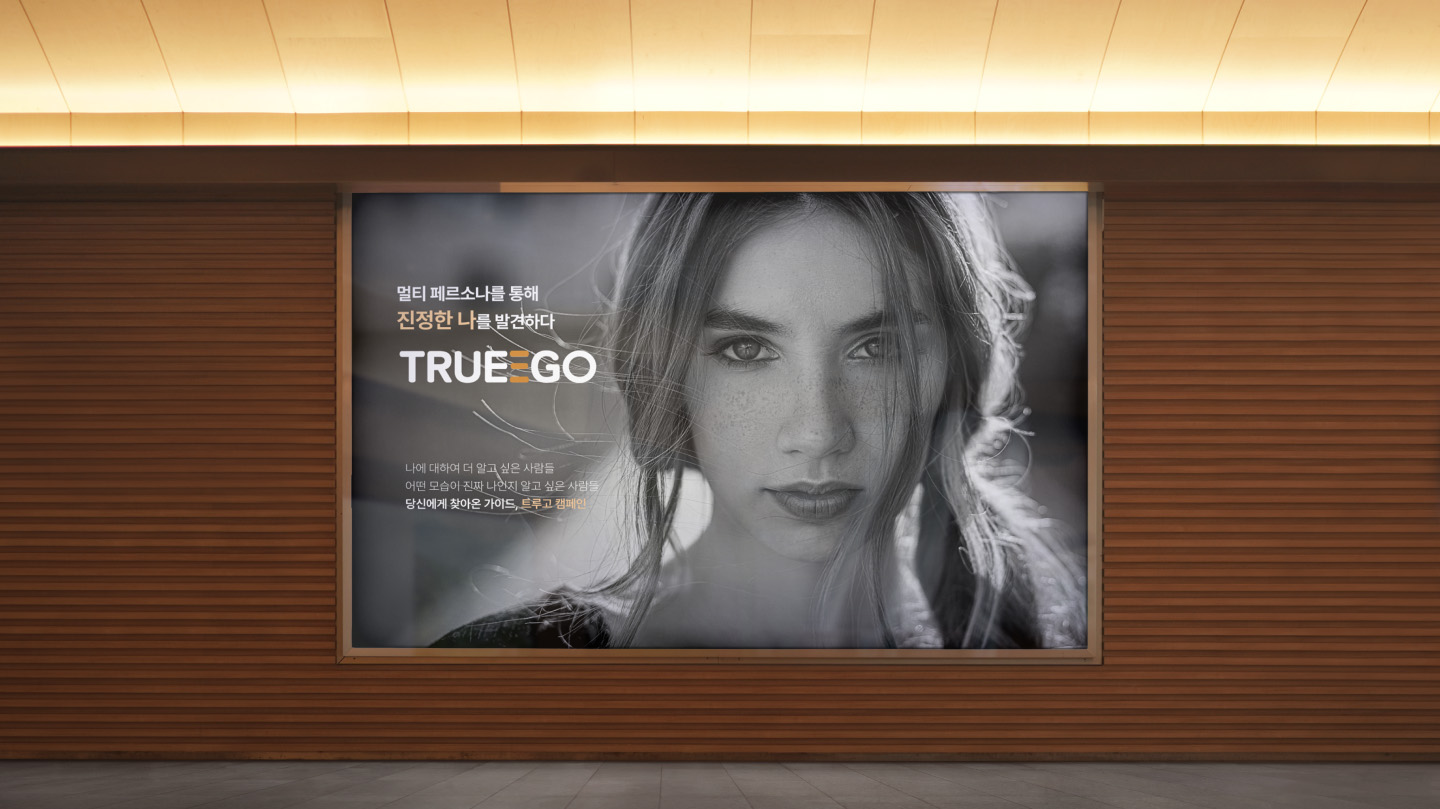 멀티 페르소나를 통해
진정한 나를 발견하다
TRUEEGO
나에 대하여 더 알고 싶은 사람들
어떤 모습이 진짜 나인지 알고 싶은 사람들
당신에게 찾아온 가이드, 트루고 캠페인